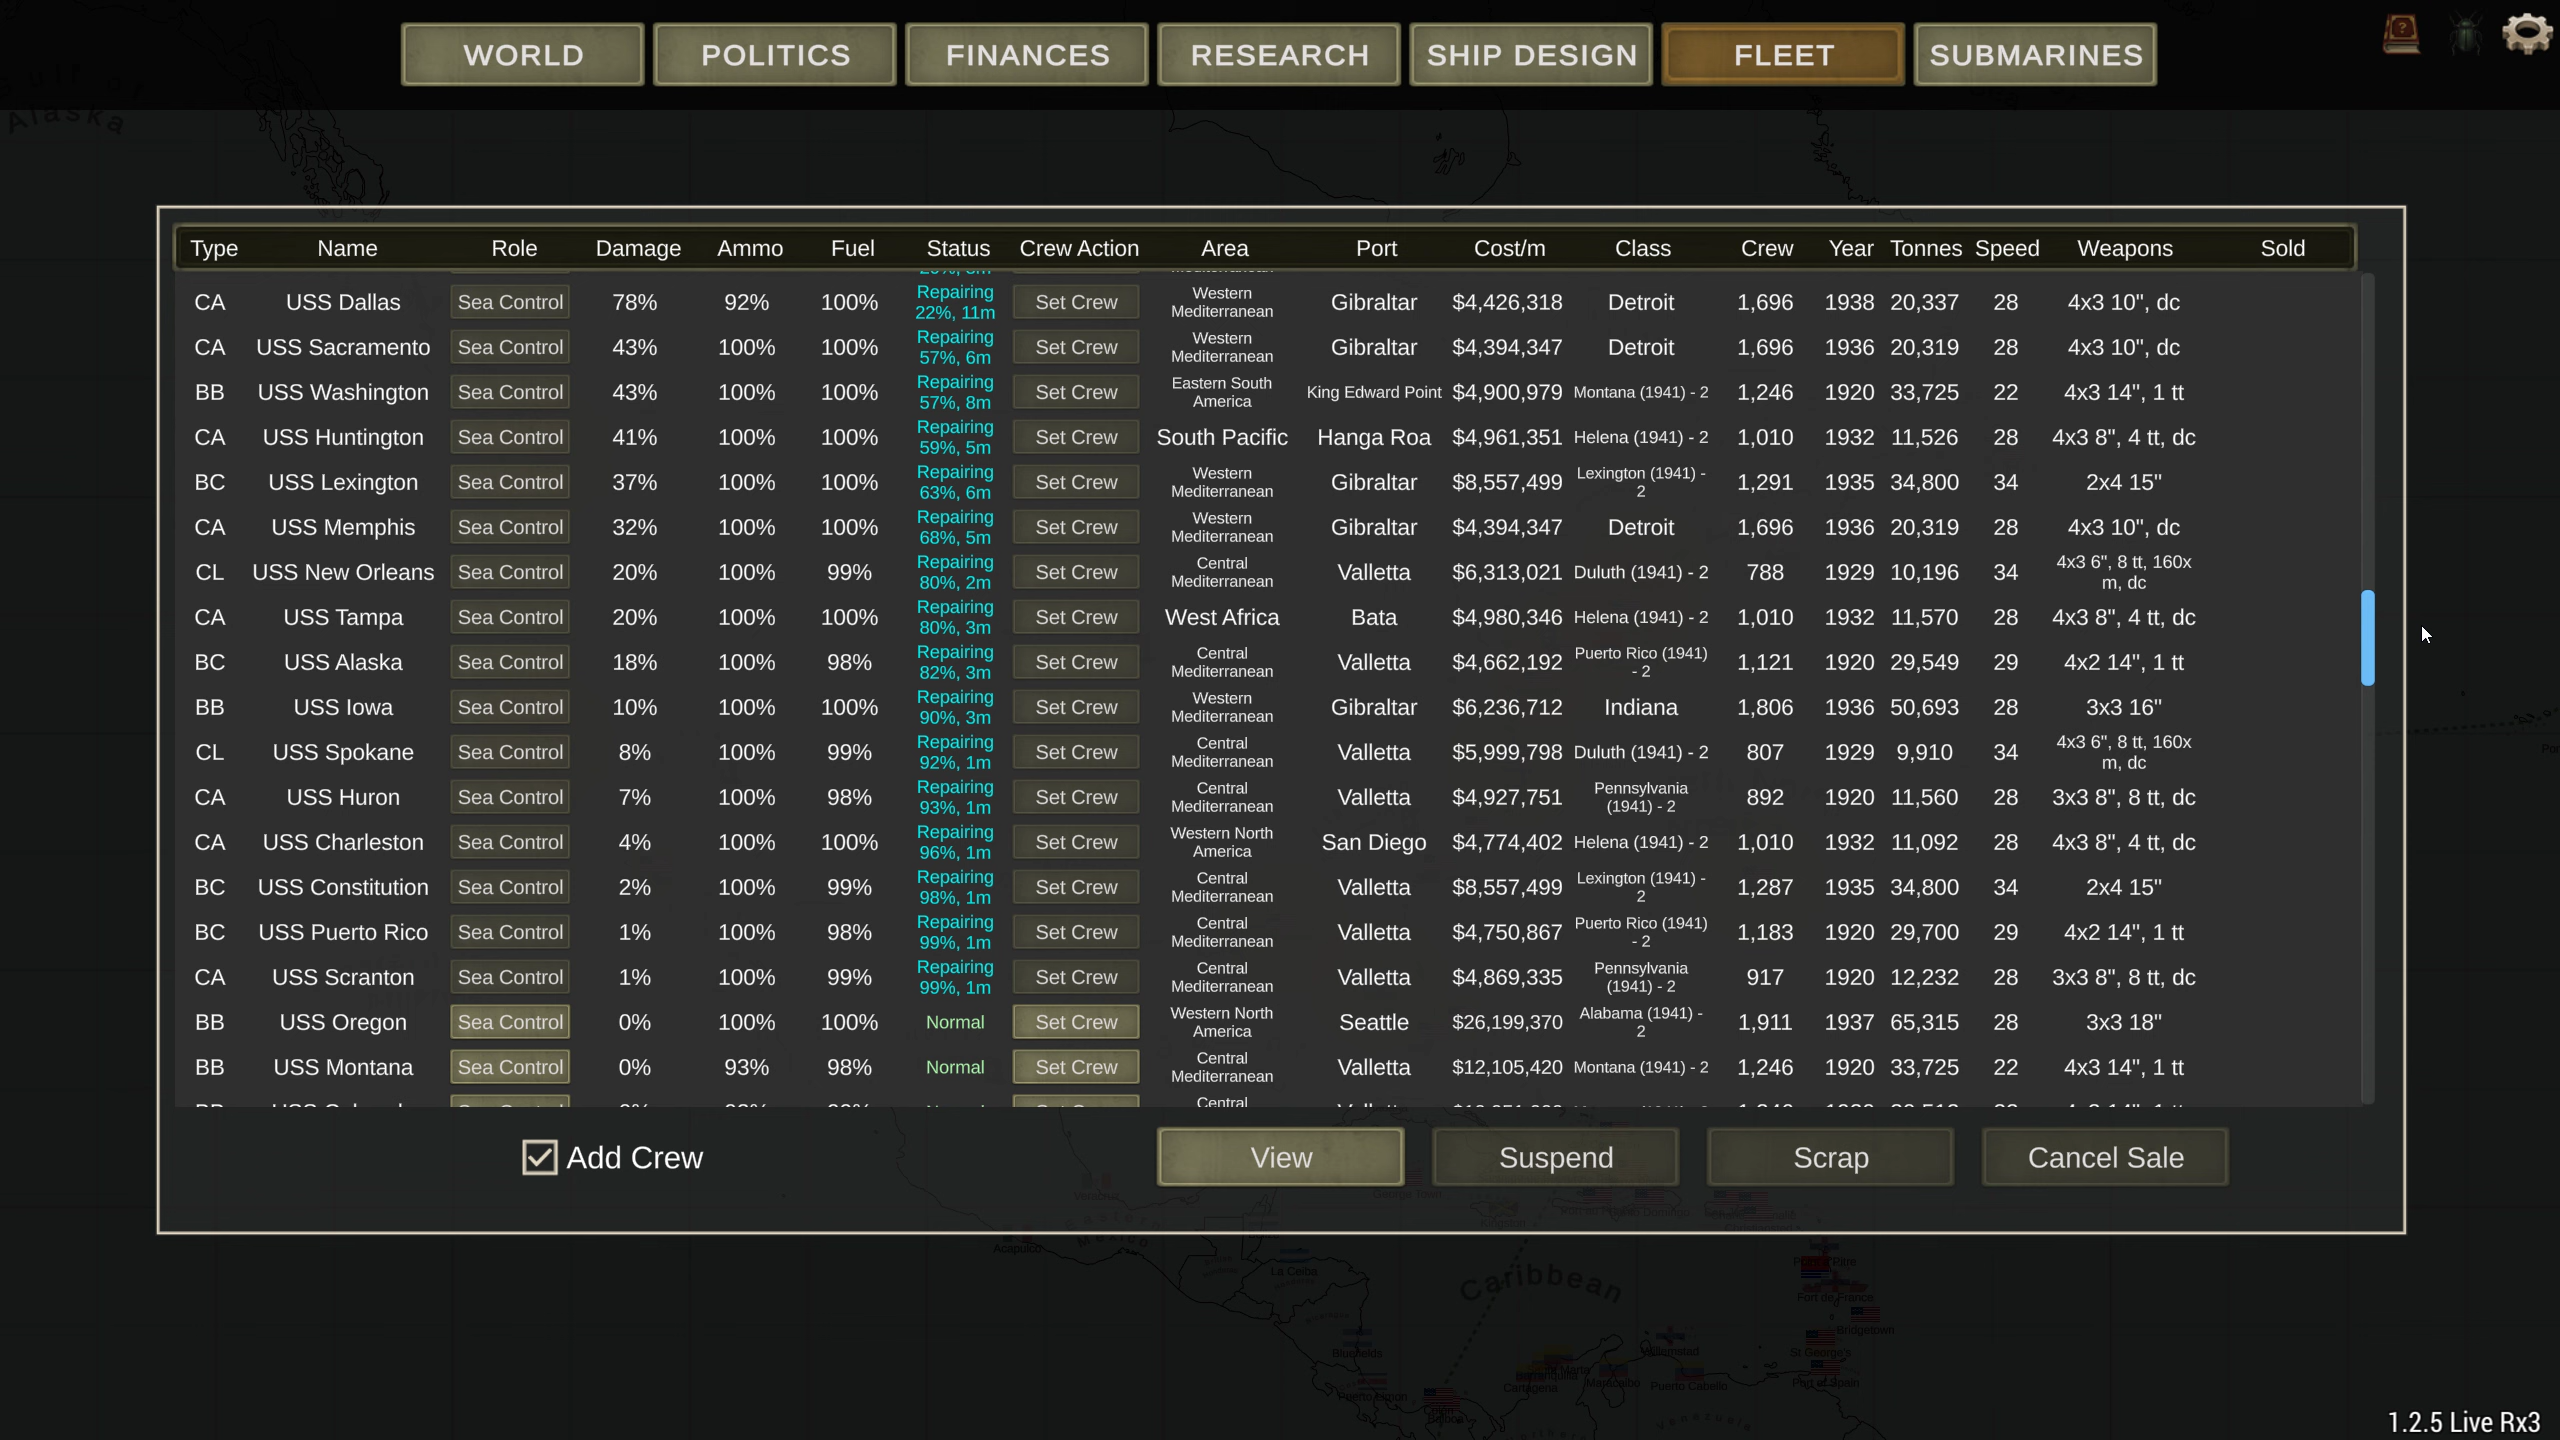 WORLD POLITICS FINANCES RESEARCH SHIP DESIGN FLEET SUBMARINES
Alaska
Type Name Role Damage Ammo Fuel Status Crew Action Area Port Cost/m Class Crew Year Tonnes Speed Weapons Sold
CA USS Dallas Sea Control 78% 92% 100% Repairing 22%, 11m Set Crew Western Mediterranean Gibraltar $4,426,318 Detroit 1,696 1938 20,337 28 4x3 10", dc
CA USS Sacramento Sea Control 43% 100% 100% Repairing 57%, 6m Set Crew Western Mediterranean Gibraltar $4,394,347 Detroit 1,696 1936 20,319 28 4x3 10", dc
BB USS Washington Sea Control 43% 100% 100% Repairing 57%, 8m Set Crew Eastern South America King Edward Point $4,900,979 Montana (1941) - 2 1,246 1920 33,725 22 4x3 14", 1 tt
CA USS Huntington Sea Control 41% 100% 100% Repairing 59%, 5m Set Crew South Pacific Hanga Roa $4,961,351 Helena (1941) - 2 1,010 1932 11,526 28 4x3 8", 4 tt, dc
BC USS Lexington Sea Control 37% 100% 100% Repairing 63%, 6m Set Crew Western Mediterranean Gibraltar $8,557,499 Lexington (1941) - 2 1,291 1935 34,800 34 2x4 15"
CA USS Memphis Sea Control 32% 100% 100% Repairing 68%, 5m Set Crew Western Mediterranean Gibraltar $4,394,347 Detroit 1,696 1936 20,319 28 4x3 10", dc
CL USS New Orleans Sea Control 20% 100% 99% Repairing 80%, 2m Set Crew Central Mediterranean Valletta $6,313,021 Duluth (1941) - 2 788 1929 10,196 34 4x3 6", 8 tt, 160x m, dc
CA USS Tampa Sea Control 20% 100% 100% Repairing 80%, 3m Set Crew West Africa Bata $4,980,346 Helena (1941) - 2 1,010 1932 11,570 28 4x3 8", 4 tt, dc
BC USS Alaska Sea Control 18% 100% 98% Repairing 82%, 3m Set Crew Central Mediterranean Valletta $4,662,192 Puerto Rico (1941) - 2 1,121 1920 29,549 29 4x2 14", 1 tt
BB USS Iowa Sea Control 10% 100% 100% Repairing 90%, 3m Set Crew Western Mediterranean Gibraltar $6,236,712 Indiana 1,806 1936 50,693 28 3x3 16"
CL USS Spokane Sea Control 8% 100% 99% Repairing 92%, 1m Set Crew Central Mediterranean Valletta $5,999,798 Duluth (1941) - 2 807 1929 9,910 34 4x3 6", 8 tt, 160x m, dc
CA USS Huron Sea Control 7% 100% 98% Repairing 93%, 1m Set Crew Central Mediterranean Valletta $4,927,751 Pennsylvania (1941) - 2 892 1920 11,560 28 3x3 8", 8 tt, dc
CA USS Charleston Sea Control 4% 100% 100% Repairing 96%, 1m Set Crew Western North America San Diego $4,774,402 Helena (1941) - 2 1,010 1932 11,092 28 4x3 8", 4 tt, dc
BC USS Constitution Sea Control 2% 100% 99% Repairing 98%, 1m Set Crew Central Mediterranean Valletta $8,557,499 Lexington (1941) - 2 1,287 1935 34,800 34 2x4 15"
BC USS Puerto Rico Sea Control 1% 100% 98% Repairing 99%, 1m Set Crew Central Mediterranean Valletta $4,750,867 Puerto Rico (1941) - 2 1,183 1920 29,700 29 4x2 14", 1 tt
CA USS Scranton Sea Control 1% 100% 99% Repairing 99%, 1m Set Crew Central Mediterranean Valletta $4,869,335 Pennsylvania (1941) - 2 917 1920 12,232 28 3x3 8", 8 tt, dc
BB USS Oregon Sea Control 0% 100% 100% Normal Set Crew Western North America Seattle $26,199,370 Alabama (1941) - 2 1,911 1937 65,315 28 3x3 18"
BB USS Montana Sea Control 0% 93% 98% Normal Set Crew Central Mediterranean Valletta $12,105,420 Montana (1941) - 2 1,246 1920 33,725 22 4x3 14", 1 tt
Central
Add Crew View Suspend Scrap Cancel Sale
Acapulco
La Ceiba
Caribbean
Fort de France
Bridgetown
Bluefields
St George's
Cartagena
Maracaibo
Puerto Cabello
Port of Spain
1.2.5 Live Rx3